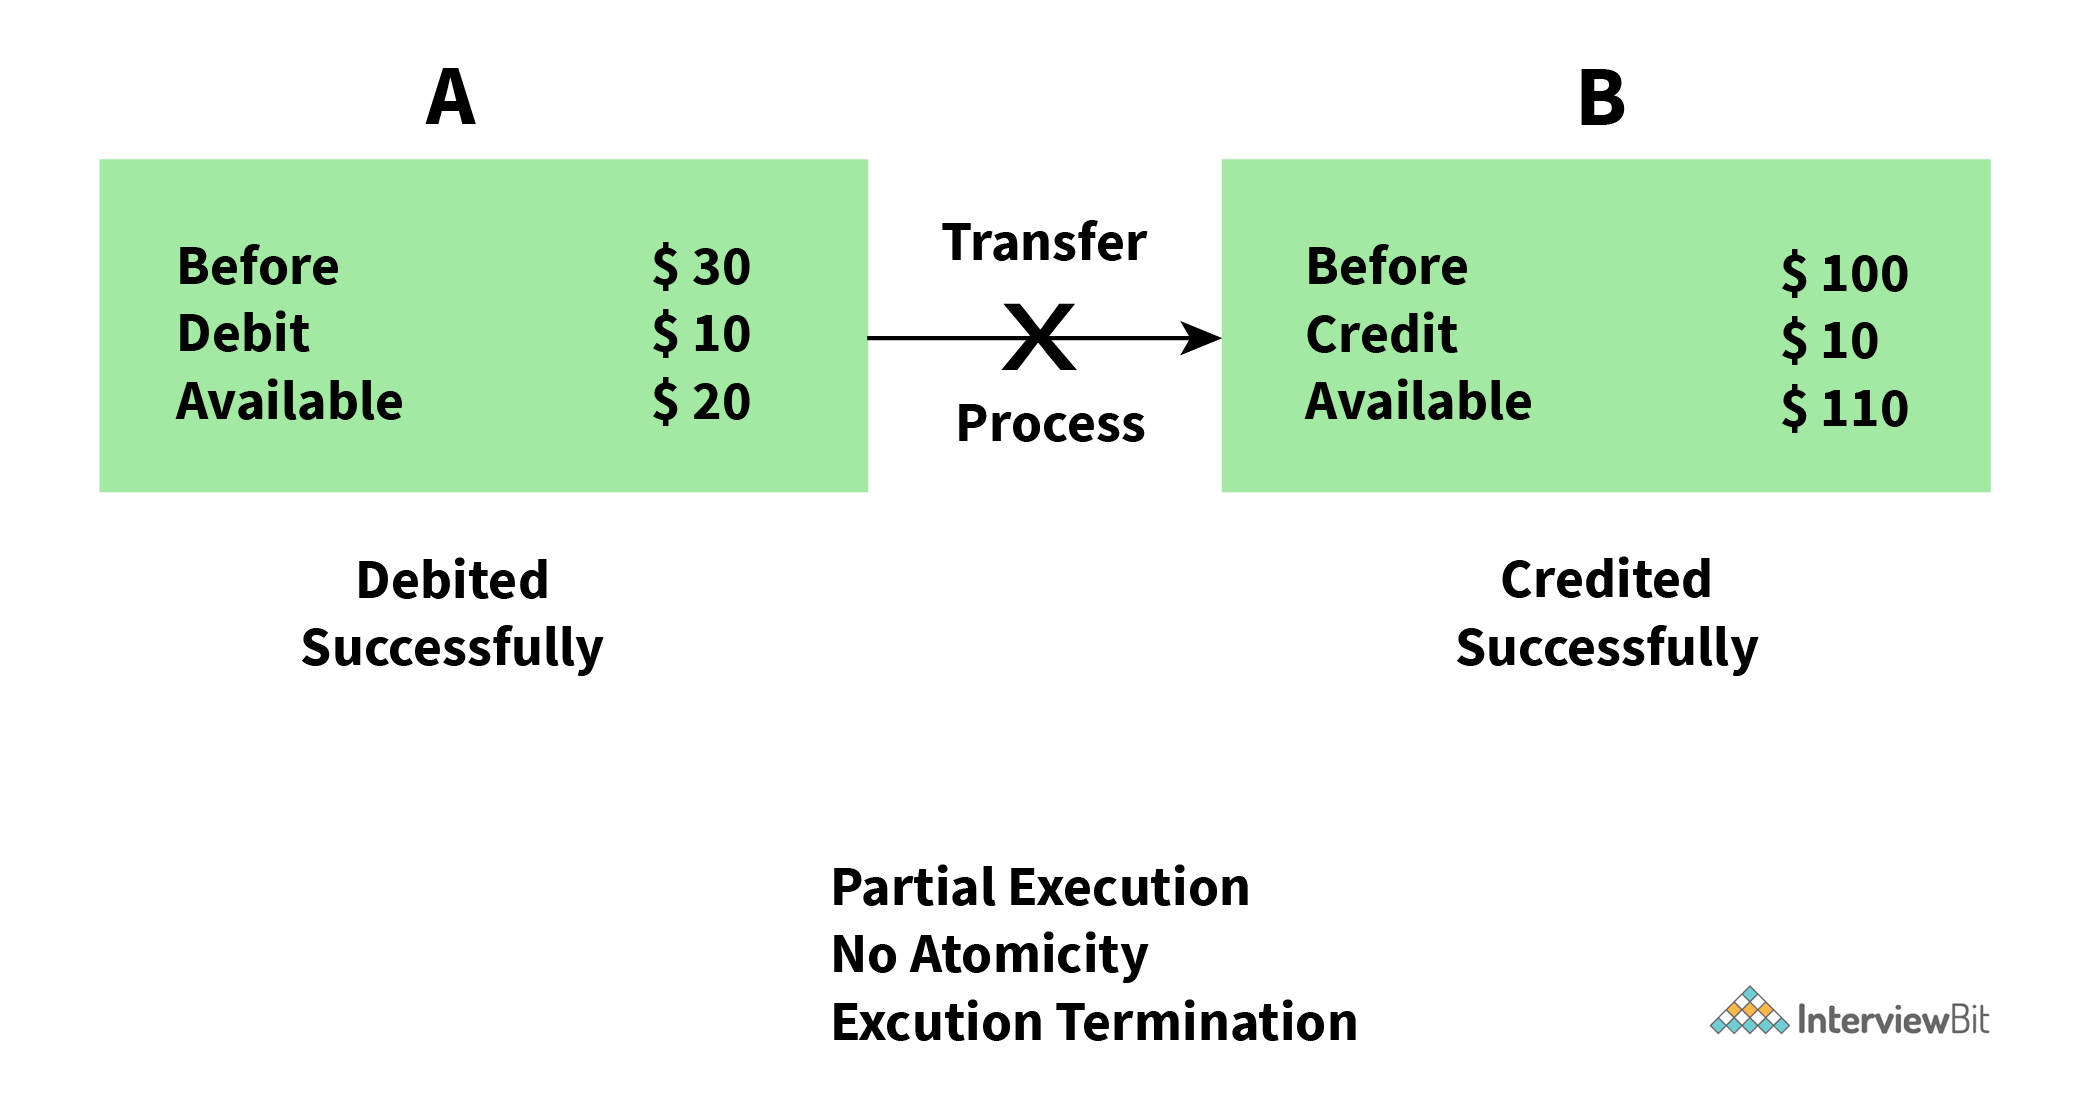 A
B
Before $ 30
Debit $ 10
Available $ 20
Transfer
X
Process
Before $ 100
Credit $ 10
Available $ 110
Debited
Successfully
Credited
Successfully
Partial Execution
No Atomicity
Excution Termination
InterviewBit